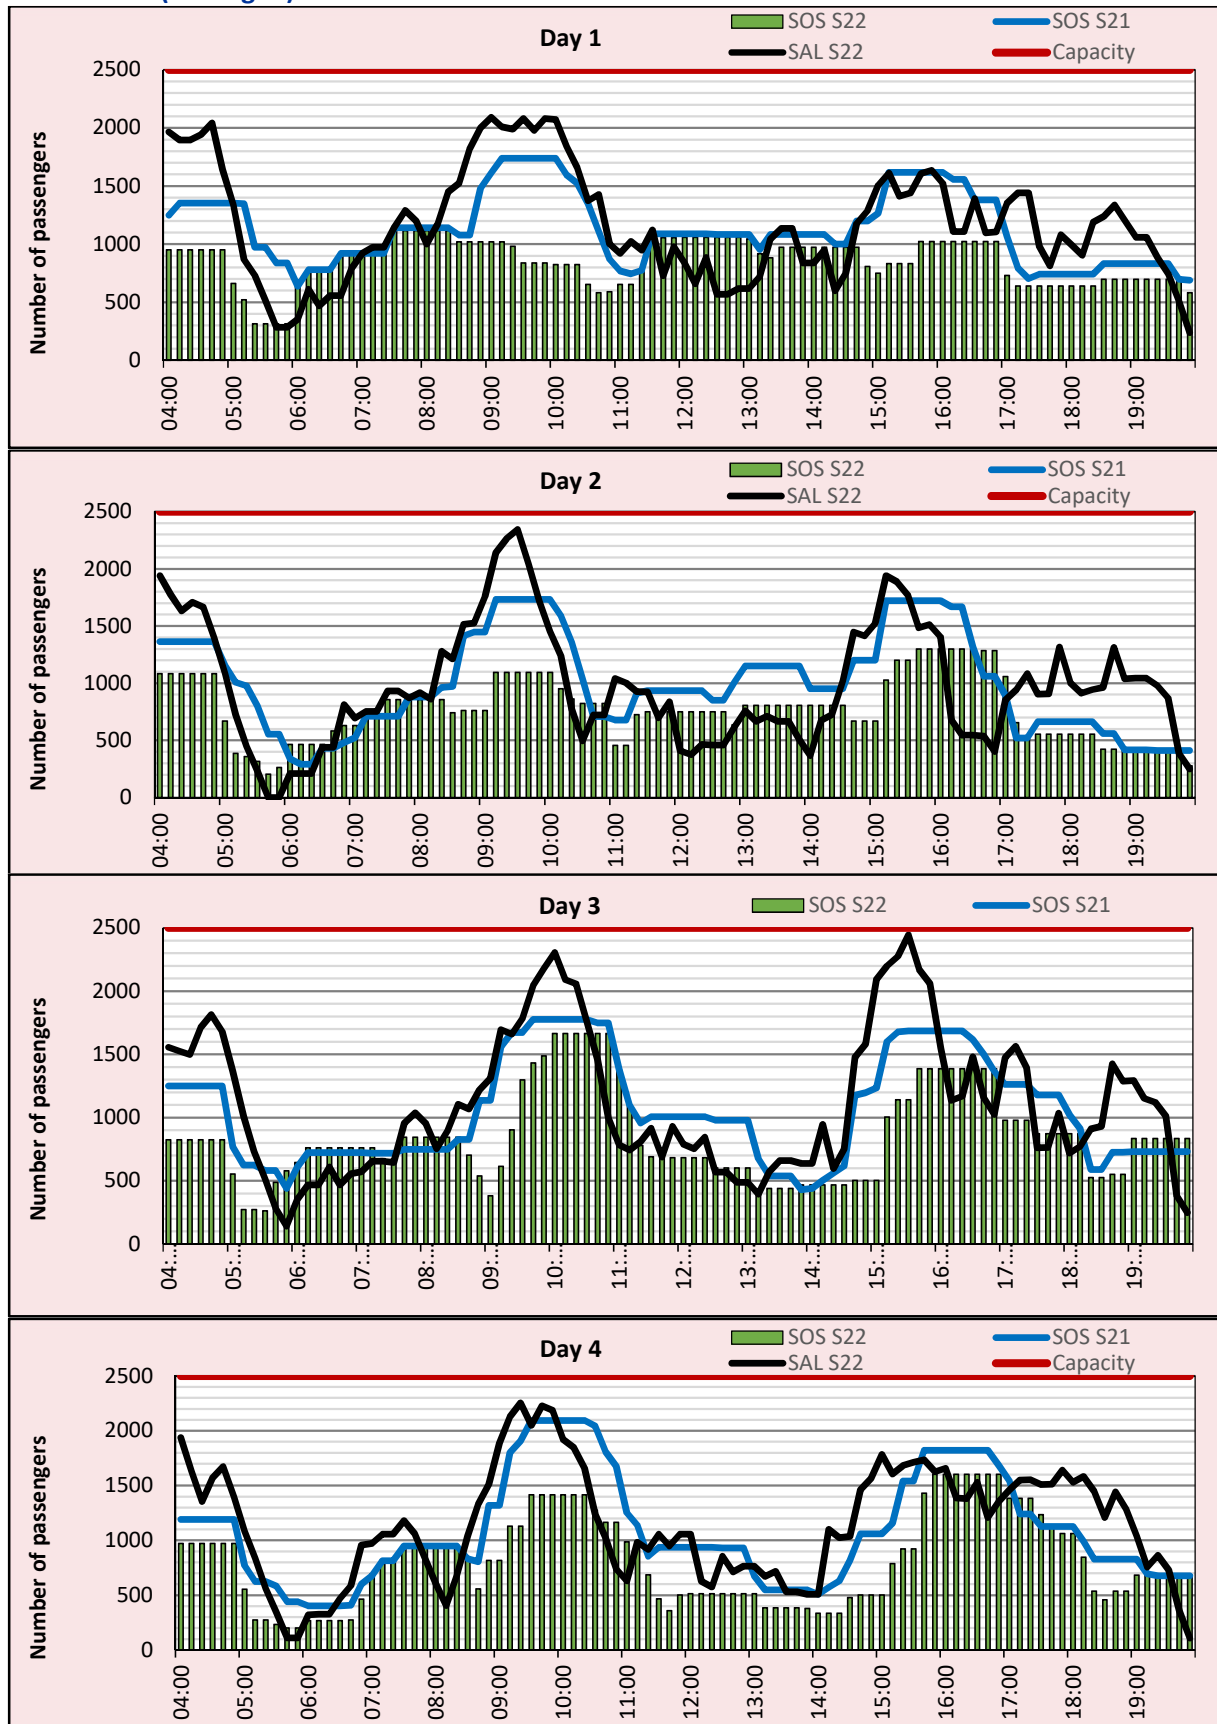 Day 1
SOS S22 SOS S21
SAL S22 Capacity
Number of passengers
2500
2000
1500
1000
500
0
04:00 05:00 06:00 07:00 08:00 09:00 10:00 11:00 12:00 13:00 14:00 15:00 16:00 17:00 18:00 19:00
Day 2
SOS S22 SOS S21
SAL S22 Capacity
Number of passengers
2500
2000
1500
1000
500
0
04:00 05:00 06:00 07:00 08:00 09:00 10:00 11:00 12:00 13:00 14:00 15:00 16:00 17:00 18:00 19:00
Day 3
SOS S22 SOS S21
Number of passengers
2500
2000
1500
1000
500
0
04:... 05:... 06:... 07:... 08:... 09:... 10:... 11:... 12:... 13:... 14:... 15:... 16:... 17:... 18:... 19:...
Day 4
SOS S22 SOS S21
SAL S22 Capacity
Number of passengers
2500
2000
1500
1000
500
0
04:00 05:00 06:00 07:00 08:00 09:00 10:00 11:00 12:00 13:00 14:00 15:00 16:00 17:00 18:00 19:00